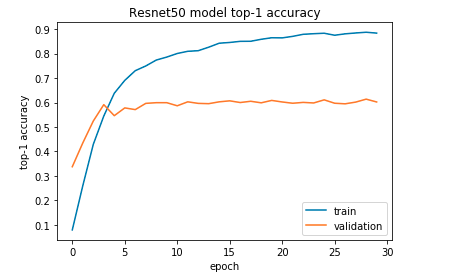 Resnet50 model top-1 accuracy
top-1 accuracy
0.9
0.8
0.7
0.6
0.5
0.4
0.3
0.2
0.1
train
validation
0 5 10 15 20 25 30
epoch